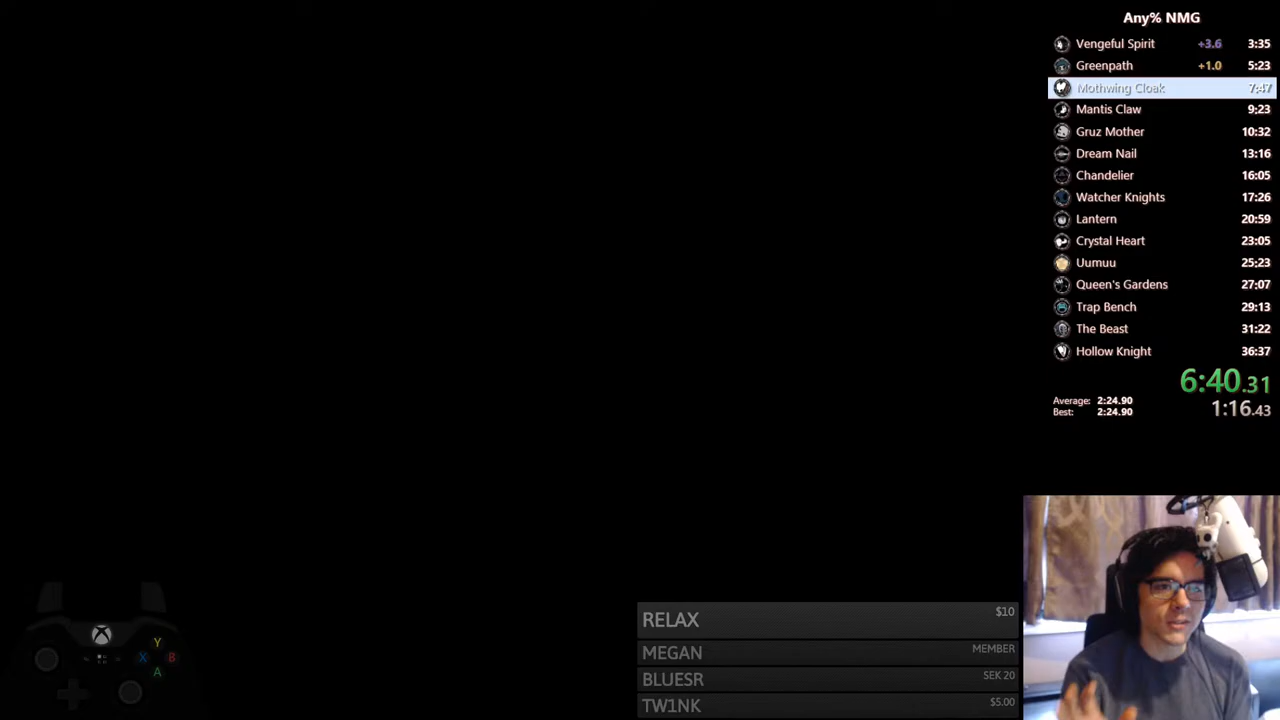 Any% NMG
Vengeful Spirit +3.6 3:35
Greenpath +1.0 5:23
Mothwing Cloak 7:47
Mantis Claw 9:23
Gruz Mother 10:32
Dream Nail 13:16
Chandelier 16:05
Watcher Knights 17:26
Lantern 20:59
Crystal Heart 23:05
Uumuu 25:23
Queen's Gardens 27:07
Trap Bench 29:13
The Beast 31:22
Hollow Knight 36:37
6:40.31
Average: 2:24.90
1:16.43
Best: 2:24.90
Y
X B
A
RELAX $10
MEGAN MEMBER
BLUESR SEK 20
TW1NK $5.00